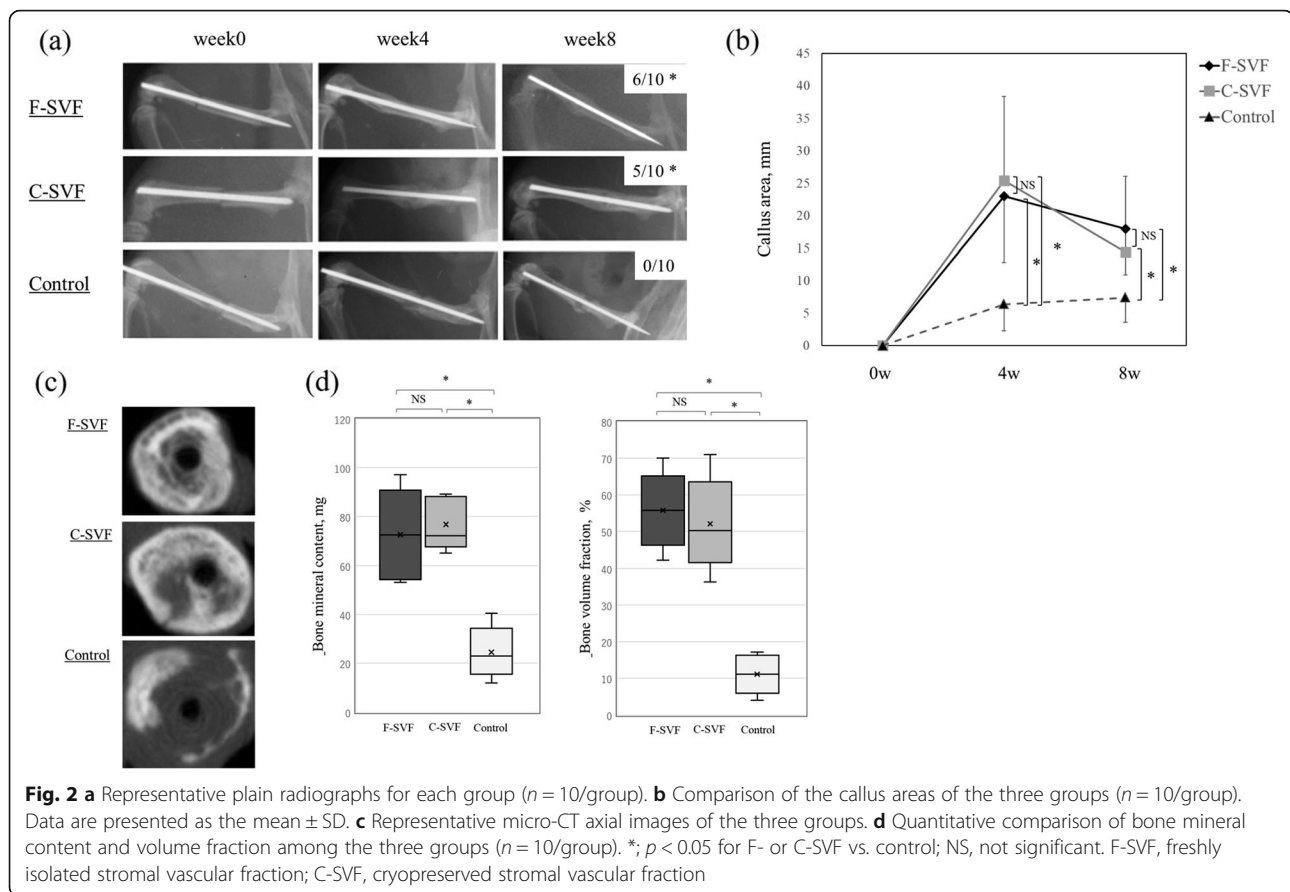 (a)
week0 week4 week8
F-SVF
6/10 *
C-SVF
5/10 *
Control
0/10
(b)
Callus area, mm
45
40
35
30
25
20
15
10
5
0
0w 4w 8w
NS
*
*
NS
*
*
F-SVF
C-SVF
Control
(c)
F-SVF
C-SVF
Control
(d)
*
NS *
Bone mineral content, mg
120
100
80
60
40
20
0
F-SVF C-SVF Control
*
NS *
Bone volume fraction, %
80
70
60
50
40
30
20
10
0
F-SVF C-SVF Control
Fig. 2 a Representative plain radiographs for each group (n = 10/group). b Comparison of the callus areas of the three groups (n = 10/group).
Data are presented as the mean ± SD. c Representative micro-CT axial images of the three groups. d Quantitative comparison of bone mineral
content and volume fraction among the three groups (n = 10/group). *; p < 0.05 for F- or C-SVF vs. control; NS, not significant. F-SVF, freshly
isolated stromal vascular fraction; C-SVF, cryopreserved stromal vascular fraction